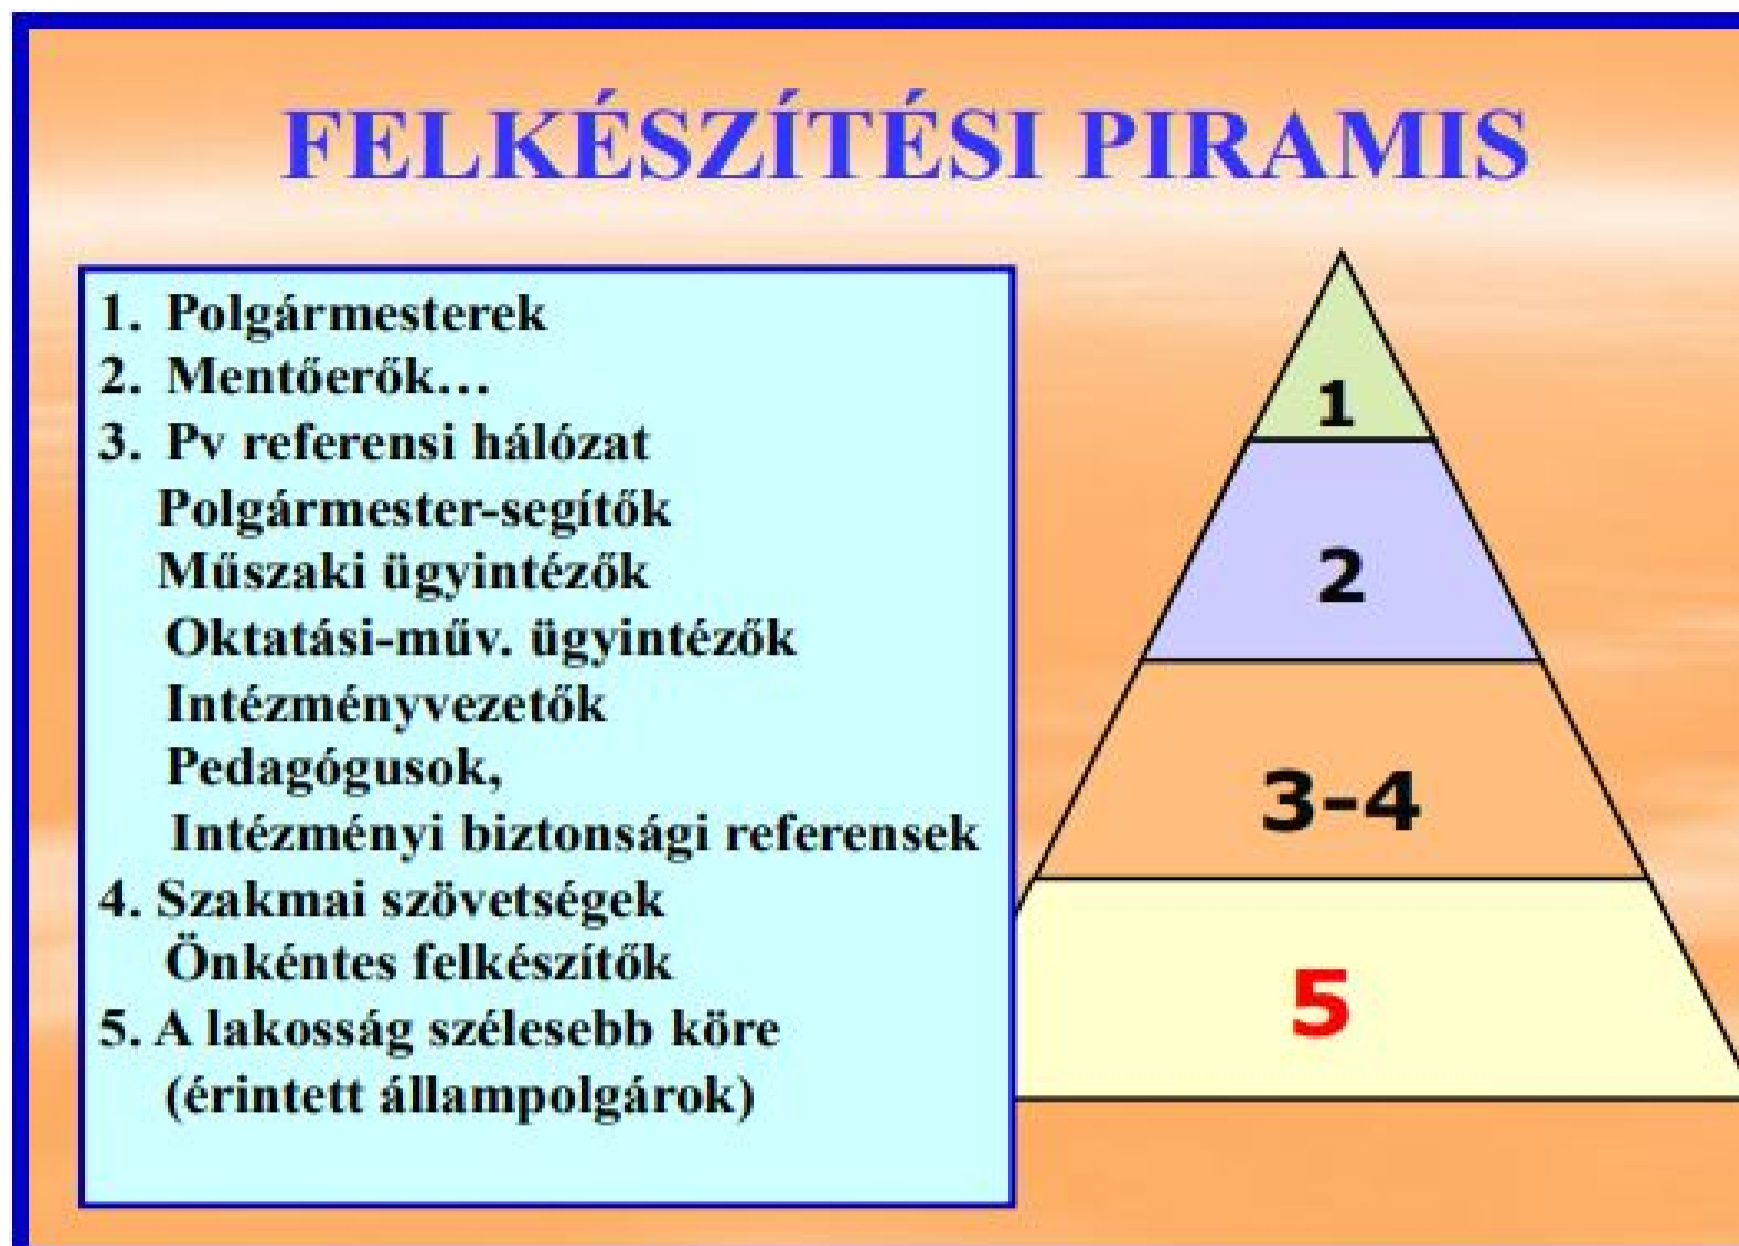 FELKÉSZÍTÉSI PIRAMIS
1. Polgármesterek
2. Mentőerők…
3. Pv referensi hálózat
Polgármester-segítők
Műszaki ügyintézők
Oktatási-műv. ügyintézők
Intézményvezetők
Pedagógusok,
Intézményi biztonsági referensek
4. Szakmai szövetségek
Önkéntes felkészítők
5. A lakosság szélesebb köre
(érintett állampolgárok)
1
2
3-4
5